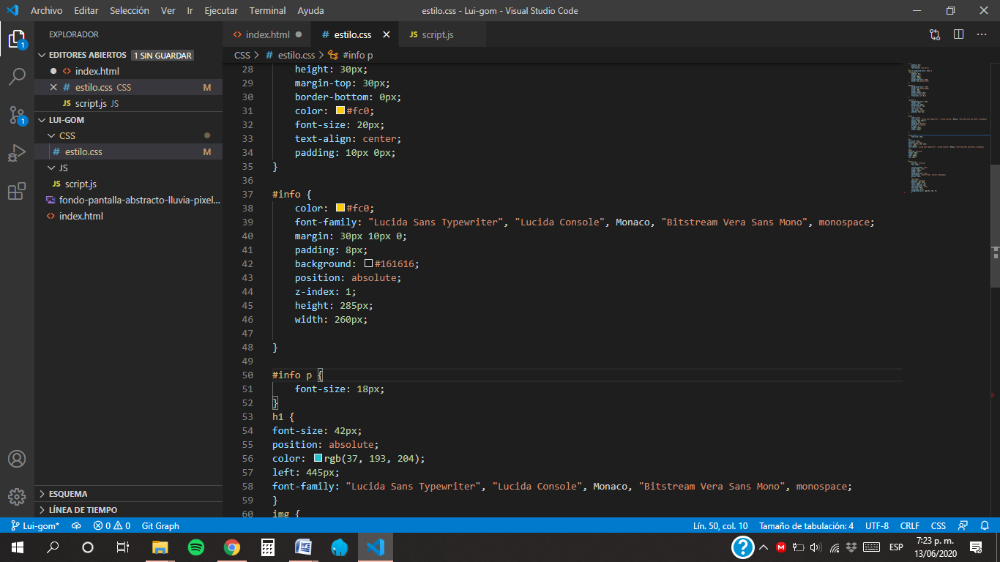 Archivo Editar Selección Ver Ir Ejecutar Terminal Ayuda
estilo.css - Lui-gom - Visual Studio Code
EXPLORADOR
EDITORES ABIERTOS 1 SIN GUARDAR
index.html
estilo.css CSS M
JS script.js JS
LUI-GOM
CSS
# estilo.css M
JS
JS script.js
fondo-pantalla-abstracto-lluvia-pixel...
index.html
ESQUEMA
LÍNEA DE TIEMPO
index.html
# estilo.css
JS script.js
CSS > # estilo.css > #info p
28 height: 30px;
29 margin-top: 30px;
30 border-bottom: 0px;
31 color: #fc0;
32 font-size: 20px;
33 text-align: center;
34 padding: 10px 0px;
35 }
36
37 #info {
38 color: #fc0;
39 font-family: "Lucida Sans Typewriter", "Lucida Console", Monaco, "Bitstream Vera Sans Mono", monospace;
40 margin: 30px 10px 0;
41 padding: 8px;
42 background: #161616;
43 position: absolute;
44 z-index: 1;
45 height: 285px;
46 width: 260px;
47
48 }
49
50 #info p {
51 font-size: 18px;
52 }
53 h1 {
54 font-size: 42px;
55 position: absolute;
56 color: rgb(37, 193, 204);
57 left: 445px;
58 font-family: "Lucida Sans Typewriter", "Lucida Console", Monaco, "Bitstream Vera Sans Mono", monospace;
59 }
60 img {
Lui-gom* 0 0 Git Graph
Lín. 50, col. 10 Tamaño de tabulación: 4 UTF-8 CRLF CSS
ESP
7:23 p. m.
13/06/2020